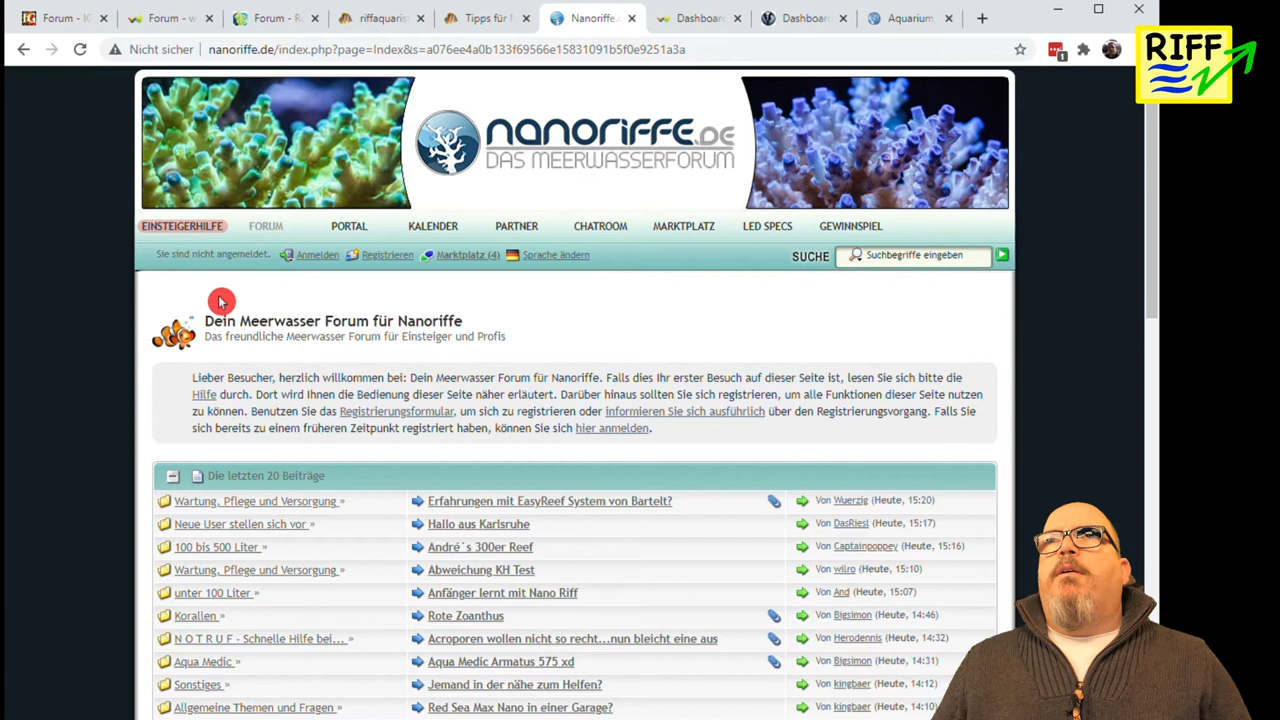 Forum - IC
Forum - w
Forum - R
riffaquaris
Tipps für N
Nanoriffe.
Dashboar
Dashboar
Aquarium,
Nicht sicher
nanoriffe.de/index.php?page=Index&s=a076ee4a0b133f69566e15831091b5f0e9251a3a
1
RIFF
nanoriffe.de
DAS MEERWASSERFORUM
EINSTEIGERHILFE FORUM PORTAL KALENDER PARTNER CHATROOM MARKTPLATZ LED SPECS GEWINNSPIEL
Sie sind nicht angemeldet. Anmelden Registrieren Marktplatz (4) Sprache ändern SUCHE Suchbegriffe eingeben
Dein Meerwasser Forum für Nanoriffe
Das freundliche Meerwasser Forum für Einsteiger und Profis
Lieber Besucher, herzlich willkommen bei: Dein Meerwasser Forum für Nanoriffe. Falls dies Ihr erster Besuch auf dieser Seite ist, lesen Sie sich bitte die
Hilfe durch. Dort wird Ihnen die Bedienung dieser Seite näher erläutert. Darüber hinaus sollten Sie sich registrieren, um alle Funktionen dieser Seite nutzen
zu können. Benutzen Sie das Registrierungsformular, um sich zu registrieren oder informieren Sie sich ausführlich über den Registrierungsvorgang. Falls Sie
sich bereits zu einem früheren Zeitpunkt registriert haben, können Sie sich hier anmelden.
Die letzten 20 Beiträge
Wartung, Pflege und Versorgung » Erfahrungen mit EasyReef System von Bartelt? Von Wuerzig (Heute, 15:20)
Neue User stellen sich vor » Hallo aus Karlsruhe Von DasRiesl (Heute, 15:17)
100 bis 500 Liter » André´s 300er Reef Von Captainpoppey (Heute, 15:16)
Wartung, Pflege und Versorgung » Abweichung KH Test Von wilro (Heute, 15:10)
unter 100 Liter » Anfänger lernt mit Nano Riff Von And (Heute, 15:07)
Korallen » Rote Zoanthus Von Bigsimon (Heute, 14:46)
N O T R U F - Schnelle Hilfe bei... » Acroporen wollen nicht so recht...nun bleicht eine aus Von Herodennis (Heute, 14:32)
Aqua Medic » Aqua Medic Armatus 575 xd Von Bigsimon (Heute, 14:31)
Sonstiges » Jemand in der nähe zum Helfen? Von kingbaer (Heute, 14:12)
Allgemeine Themen und Fragen » Red Sea Max Nano in einer Garage? Von kingbaer (Heute, 14:10)